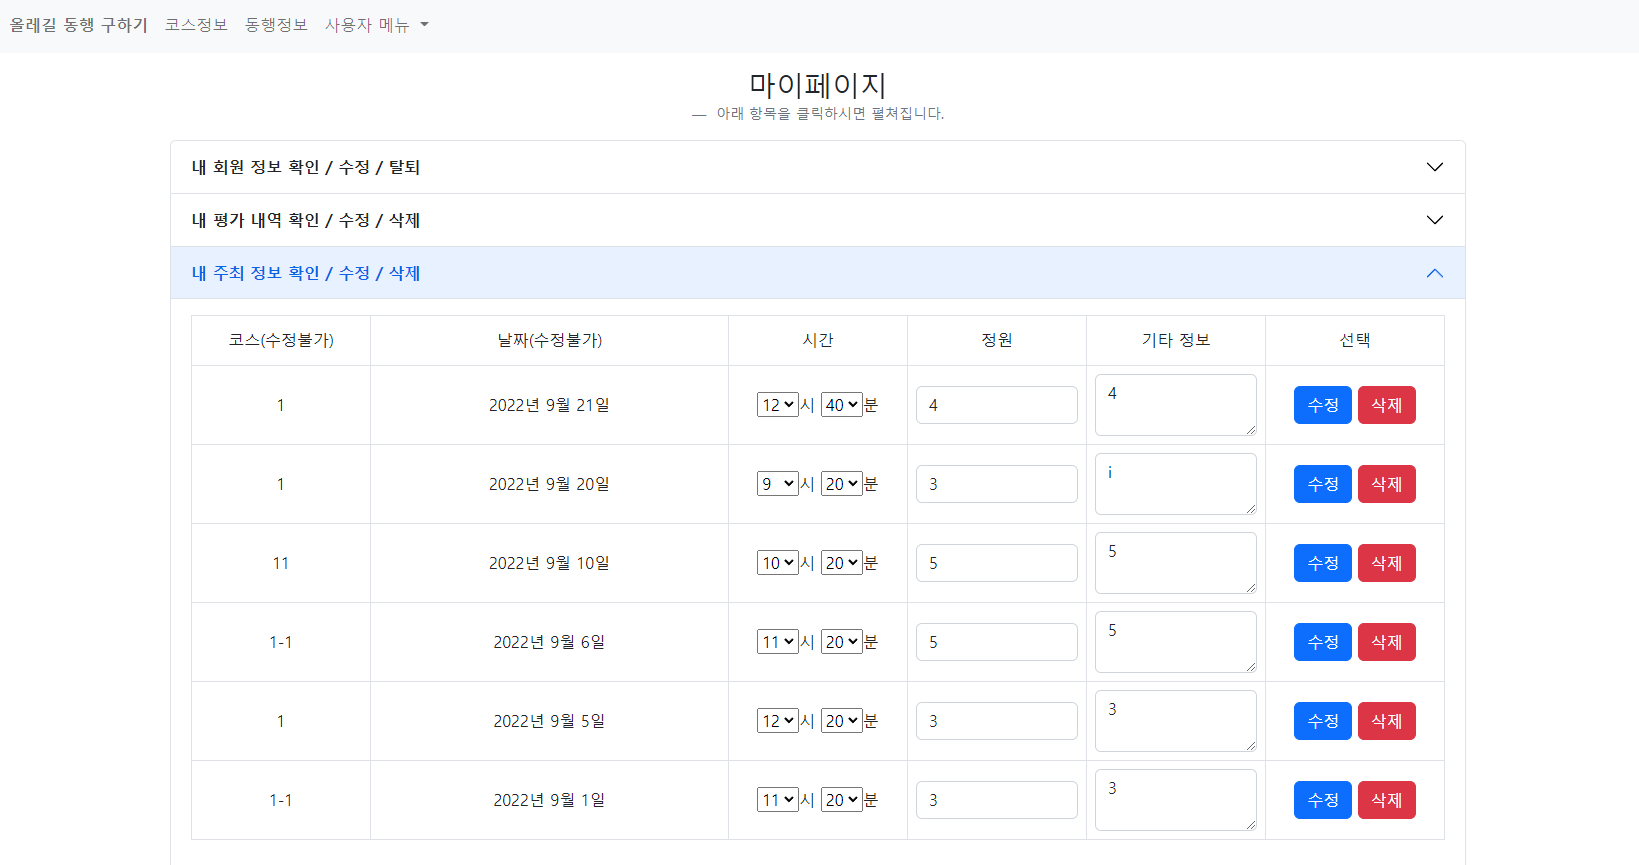 올레길 동행 구하기 코스정보 동행정보 사용자 메뉴
마이페이지
— 아래 항목을 클릭하시면 펼쳐집니다.
내 회원 정보 확인 / 수정 / 탈퇴
내 평가 내역 확인 / 수정 / 삭제
내 주최 정보 확인 / 수정 / 삭제
코스(수정불가) 날짜(수정불가) 시간 정원 기타 정보 선택
1 2022년 9월 21일 12 시 40 분 4 4 수정 삭제
1 2022년 9월 20일 9 시 20 분 3 i 수정 삭제
11 2022년 9월 10일 10 시 20 분 5 5 수정 삭제
1-1 2022년 9월 6일 11 시 20 분 5 5 수정 삭제
1 2022년 9월 5일 12 시 20 분 3 3 수정 삭제
1-1 2022년 9월 1일 11 시 20 분 3 3 수정 삭제